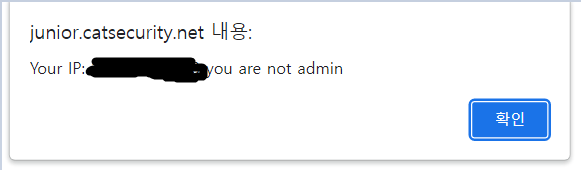 junior.catsecurity.net 내용:
Your IP: you are not admin
확인